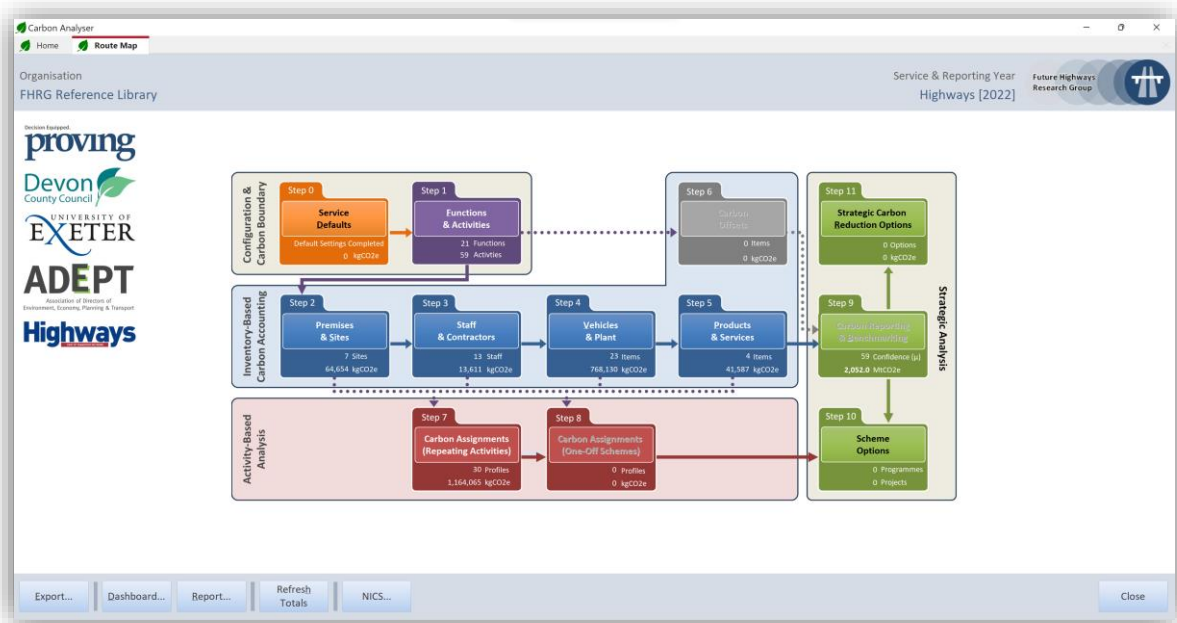 Carbon Analyser
Home
Route Map
Organisation
FHRG Reference Library
Service & Reporting Year
Highways [2022]
Future Highways
Research Group
Decision Equipped.
proving
Devon
County Council
UNIVERSITY OF
EXETER
ADEPT
Association of Directors of
Environment, Economy, Planning & Transport
Highways
Configuration &
Carbon Boundary
Step 0
Service
Defaults
Default Settings Completed
0 kgCO2e
Step 1
Functions
& Activities
21 Functions
59 Activties
Step 6
Carbon
Offsets
0 Items
0 kgCO2e
Step 11
Strategic Carbon
Reduction Options
0 Options
0 kgCO2e
Inventory-Based
Carbon Accounting
Step 2
Premises
& Sites
7 Sites
64,654 kgCO2e
Step 3
Staff
& Contractors
13 Staff
13,611 kgCO2e
Step 4
Vehicles
& Plant
23 Items
768,130 kgCO2e
Step 5
Products
& Services
4 Items
41,587 kgCO2e
Step 9
Carbon Reporting
& Benchmarking
59 Confidence (μ)
2,052.0 MtCO2e
Strategic Analysis
Activity-Based
Analysis
Step 7
Carbon Assignments
(Repeating Activities)
30 Profiles
1,164,065 kgCO2e
Step 8
Carbon Assignments
(One-Off Schemes)
0 Profiles
0 kgCO2e
Step 10
Scheme
Options
0 Programmes
0 Projects
Export...
Dashboard...
Report...
Refresh
Totals
NICS...
Close